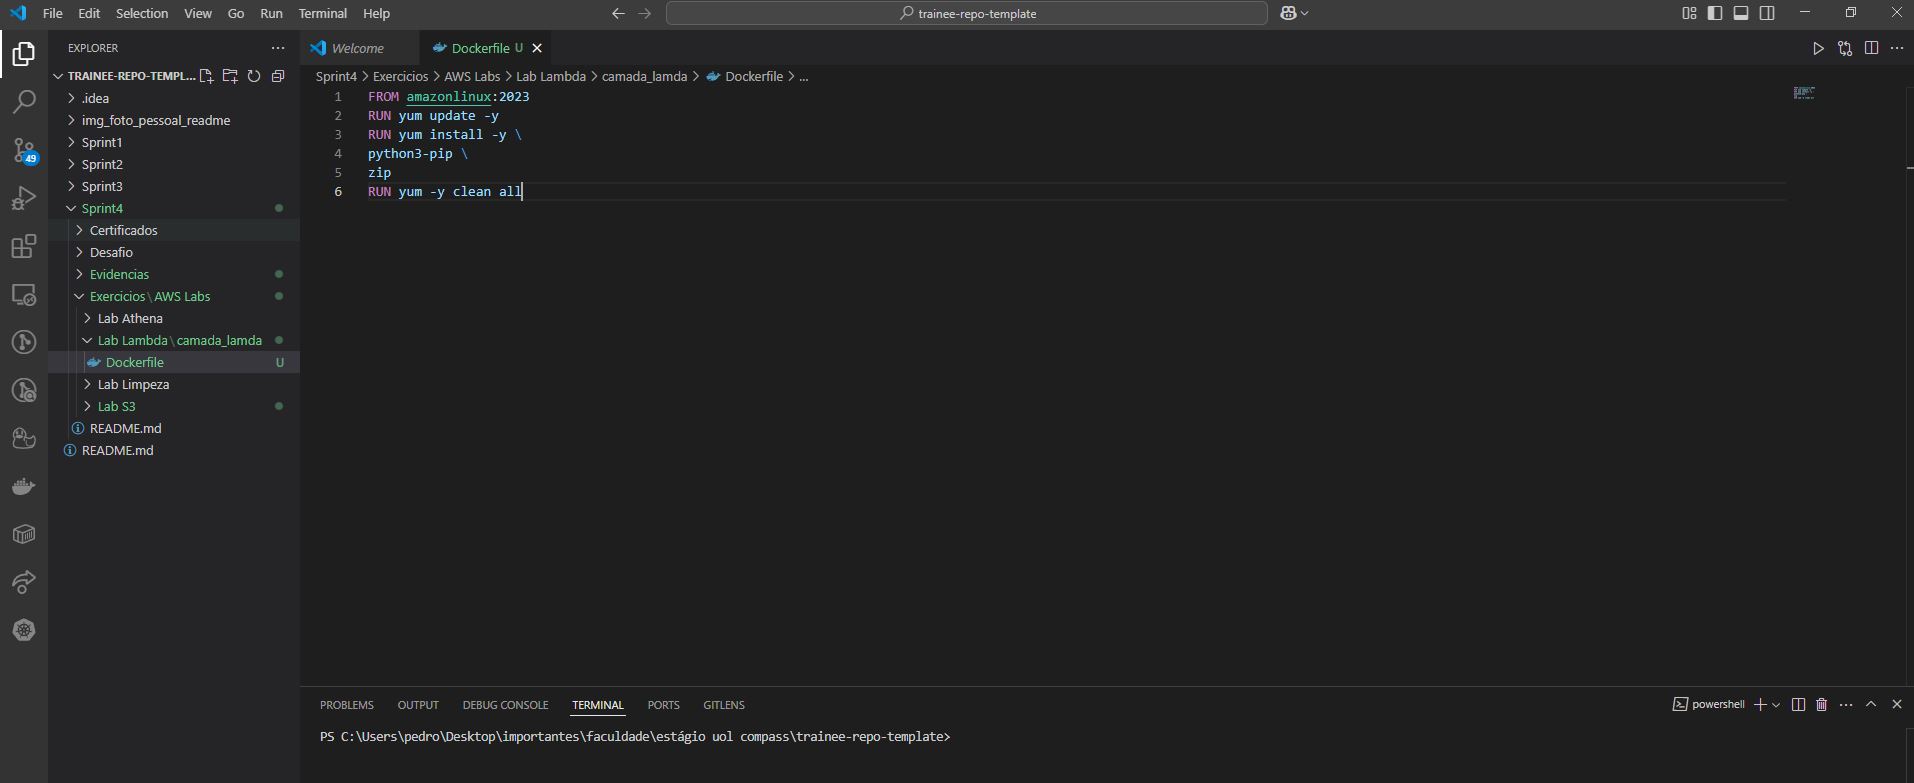 File Edit Selection View Go Run Terminal Help
trainee-repo-template
EXPLORER
TRAINEE-REPO-TEMPL...
.idea
img_foto_pessoal_readme
Sprint1
Sprint2
Sprint3
Sprint4
Certificados
Desafio
Evidencias
Exercicios\AWS Labs
Lab Athena
Lab Lambda\camada_lamda
Dockerfile U
Lab Limpeza
Lab S3
README.md
README.md
49
Welcome
Dockerfile U
Sprint4 > Exercicios > AWS Labs > Lab Lambda > camada_lamda > Dockerfile > ...
1 FROM amazonlinux:2023
2 RUN yum update -y
3 RUN yum install -y \
4 python3-pip \
5 zip
6 RUN yum -y clean all
PROBLEMS OUTPUT DEBUG CONSOLE TERMINAL PORTS GITLENS
powershell
PS C:\Users\pedro\Desktop\importantes\faculdade\estágio uol compass\trainee-repo-template>